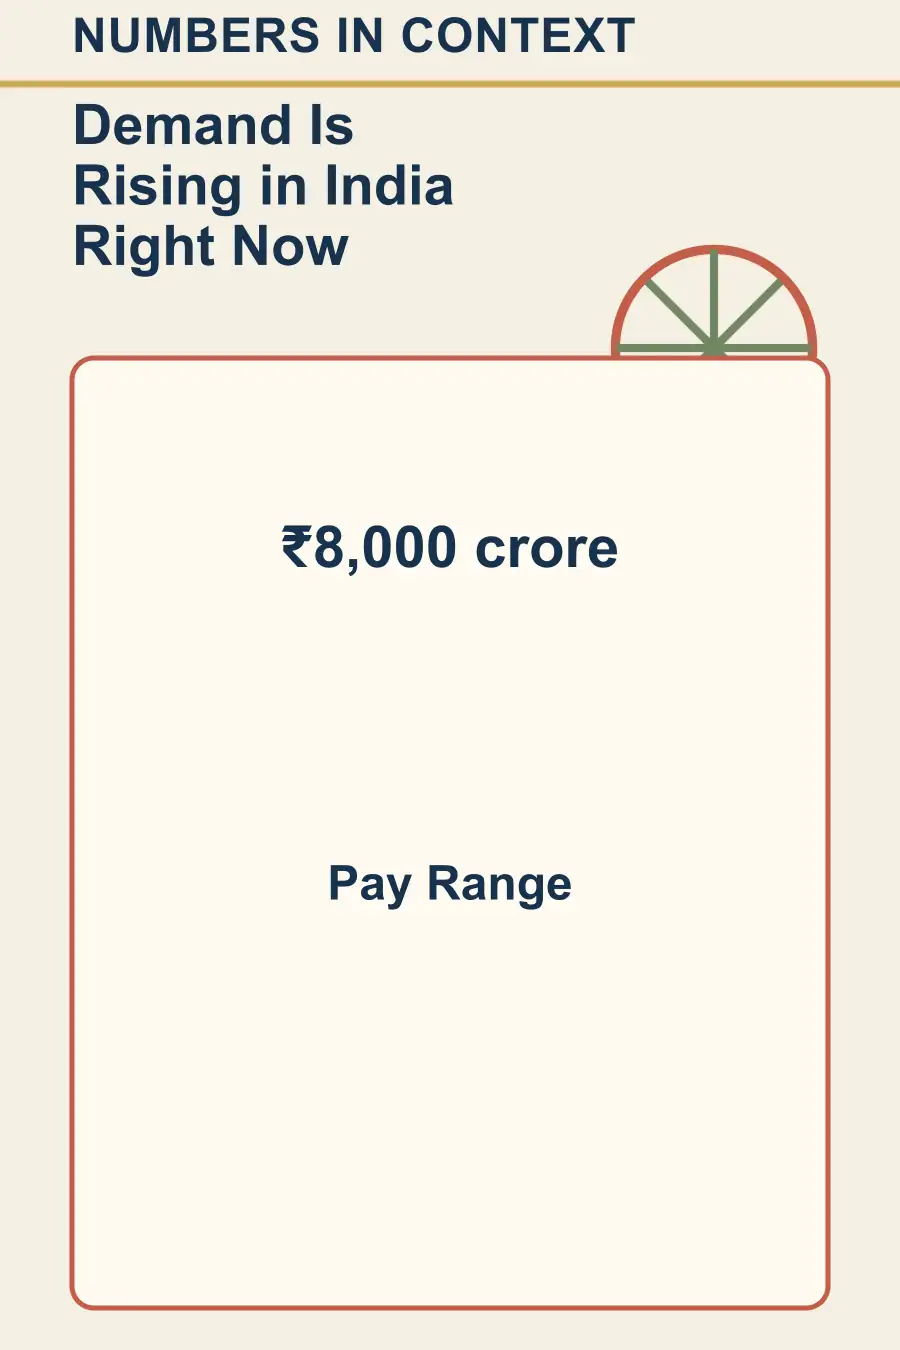 NUMBERS IN CONTEXT
Demand Is
Rising in India
Right Now
₹8,000 crore
Pay Range